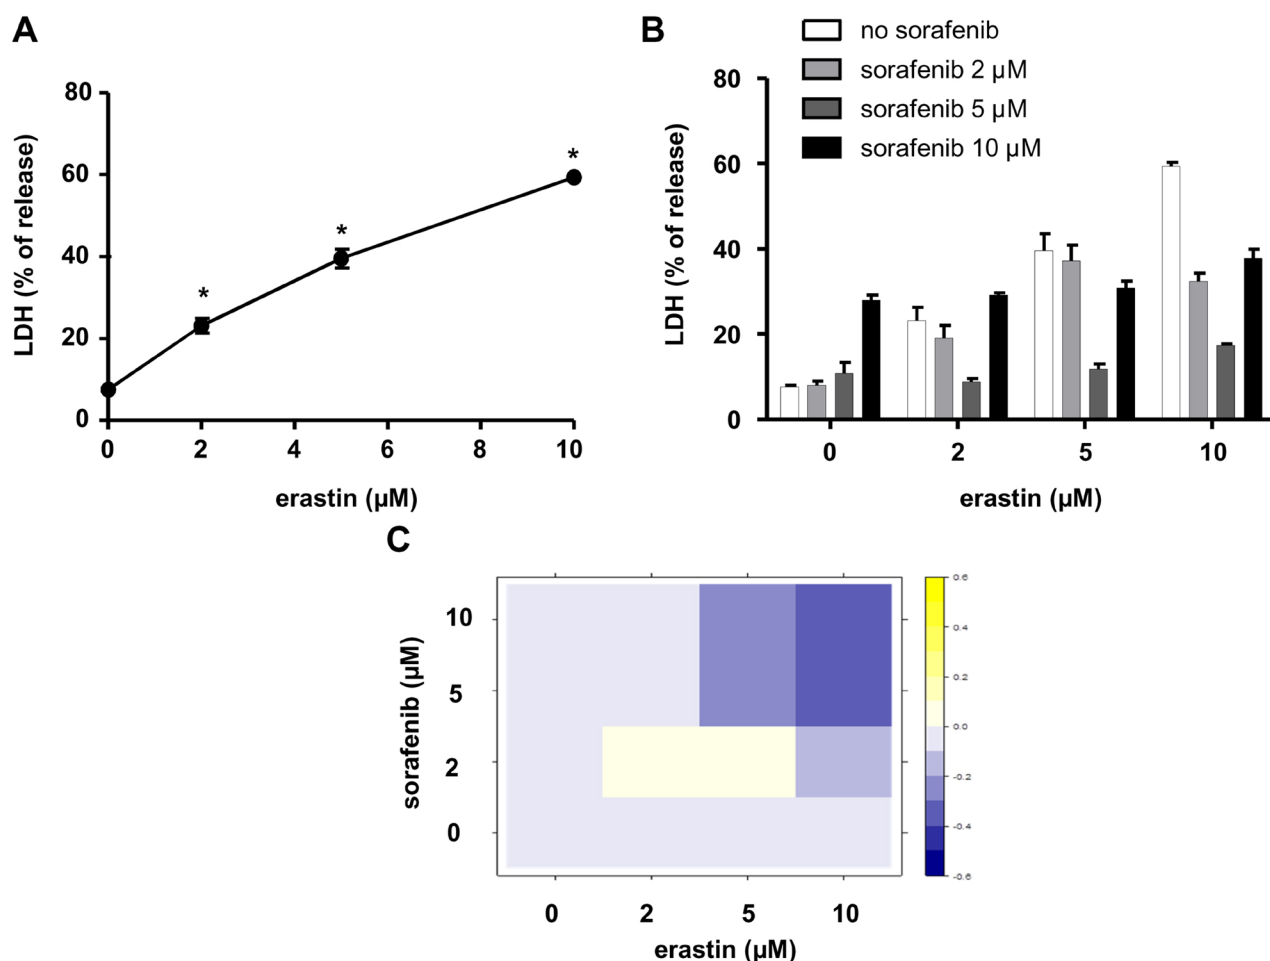 A
B
no sorafenib
sorafenib 2 µM
sorafenib 5 µM
sorafenib 10 µM
LDH (% of release)
80
60
40
20
0
*
*
*
0
2
4
6
8
10
erastin (µM)
LDH (% of release)
80
60
40
20
0
0
2
5
10
erastin (µM)
C
sorafenib (µM)
10
5
2
0
0
2
5
10
erastin (µM)
0.6
0.4
0.2
0.0
-0.2
-0.4
-0.6